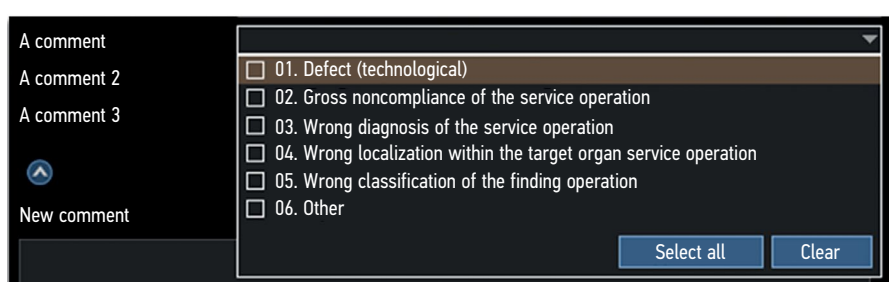 A comment
A comment 2
A comment 3
01. Defect (technological)
02. Gross noncompliance of the service operation
03. Wrong diagnosis of the service operation
04. Wrong localization within the target organ service operation
05. Wrong classification of the finding operation
06. Other
New comment
Select all
Clear